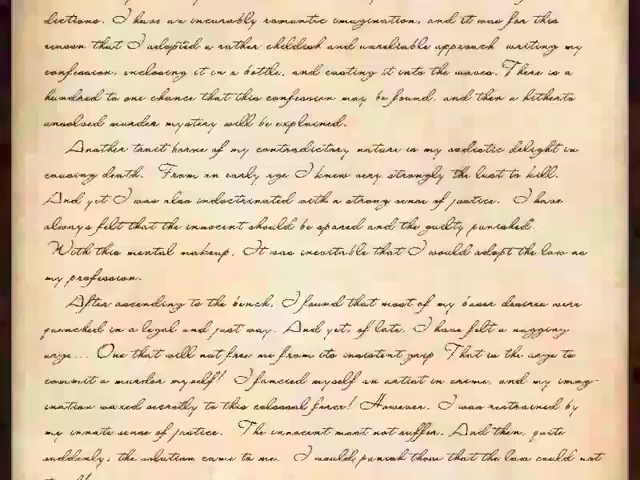 dictions. I have an incurably romantic imagination, and it was for this
reason that I adopted a rather childish and unreliable approach writing my
confession, inclosing it in a bottle, and casting it into the waves. There is a
hundred to one chance that this confession may be found, and then a hitherto
unsolved murder mystery will be explained.
Another trait borne of my contradictory nature is my sadistic delight in
causing death. From an early age I knew very strongly the lust to kill.
And yet I was also indoctrinated with a strong sense of justice. I have
always felt that the innocent should be spared and the guilty punished.
With this mental makeup, It was inevitable that I would adopt the law as
my profession.
After ascending to the bench, I found that most of my baser desires were
quenched in a legal and just way. And yet, of late, I have felt a nagging
urge... One that will not free me from its insistent grip That is the urge to
commit a murder myself! I fancied myself an artist in crime, and my imag-
ination waxed secretly to this colossal force! However, I was restrained by
my innate sense of justice. The innocent must not suffer. And then, quite
suddenly, the solution came to me. I would punish those that the law could not